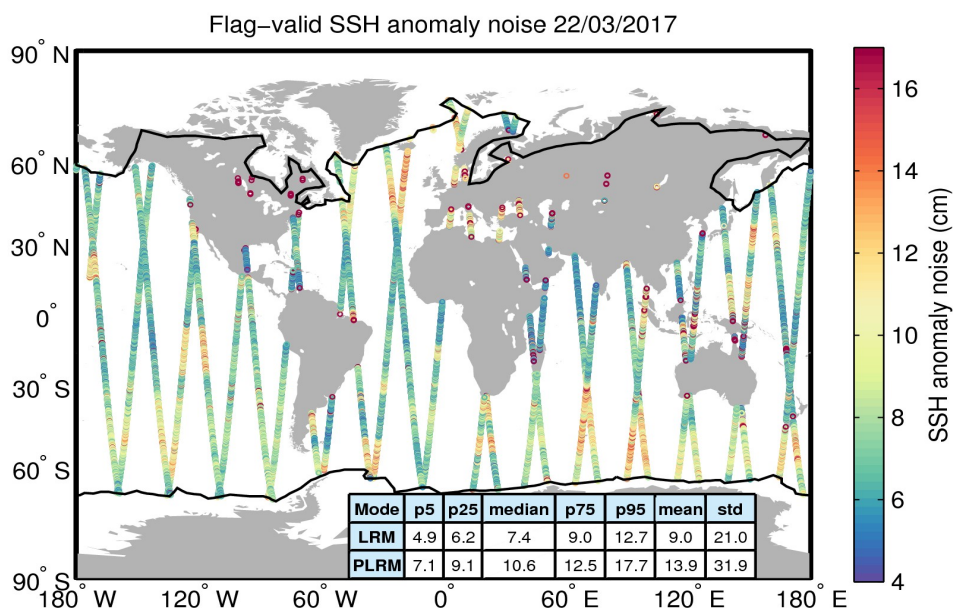 Flag−valid SSH anomaly noise 22/03/2017
90° N
60° N
30° N
0°
30° S
60° S
90° S
180° W
120° W
60° W
0°
60° E
120° E
180° E
Mode p5 p25 median p75 p95 mean std
LRM 4.9 6.2 7.4 9.0 12.7 9.0 21.0
PLRM 7.1 9.1 10.6 12.5 17.7 13.9 31.9
16
14
12
10
8
6
4
SSH anomaly noise (cm)